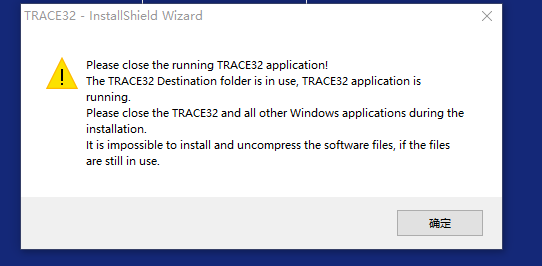 TRACE32 - InstallShield Wizard
Please close the running TRACE32 application!
The TRACE32 Destination folder is in use, TRACE32 application is
running.
Please close the TRACE32 and all other Windows applications during the
installation.
It is impossible to install and uncompress the software files, if the files
are still in use.
确定